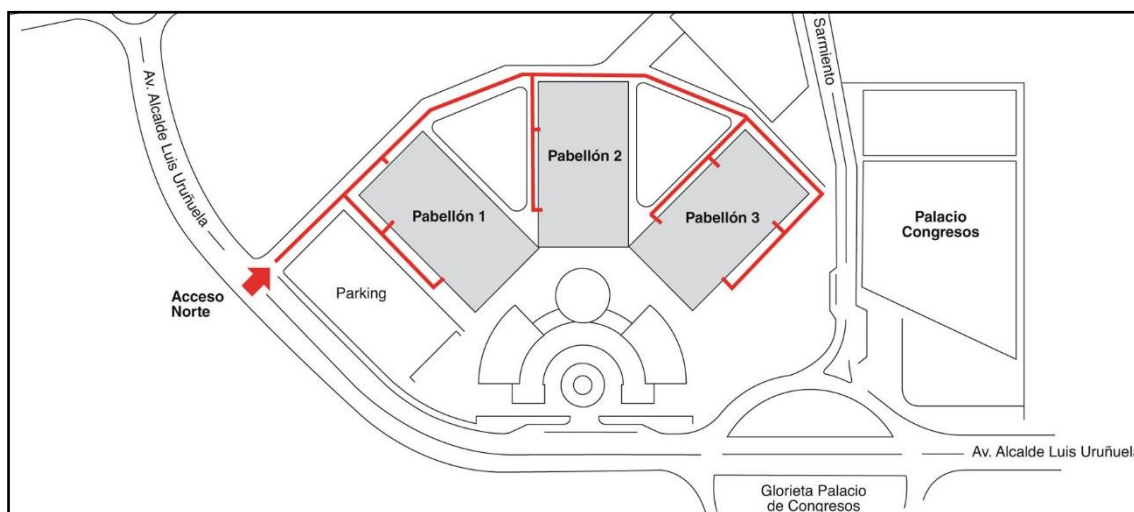 Av. Alcalde Luis Uruñuela
Sarmiento
Pabellón 2
Pabellón 1
Pabellón 3
Palacio
Congresos
Parking
Acceso
Norte
Av. Alcalde Luis Uruñuela
Glorieta Palacio
de Congresos